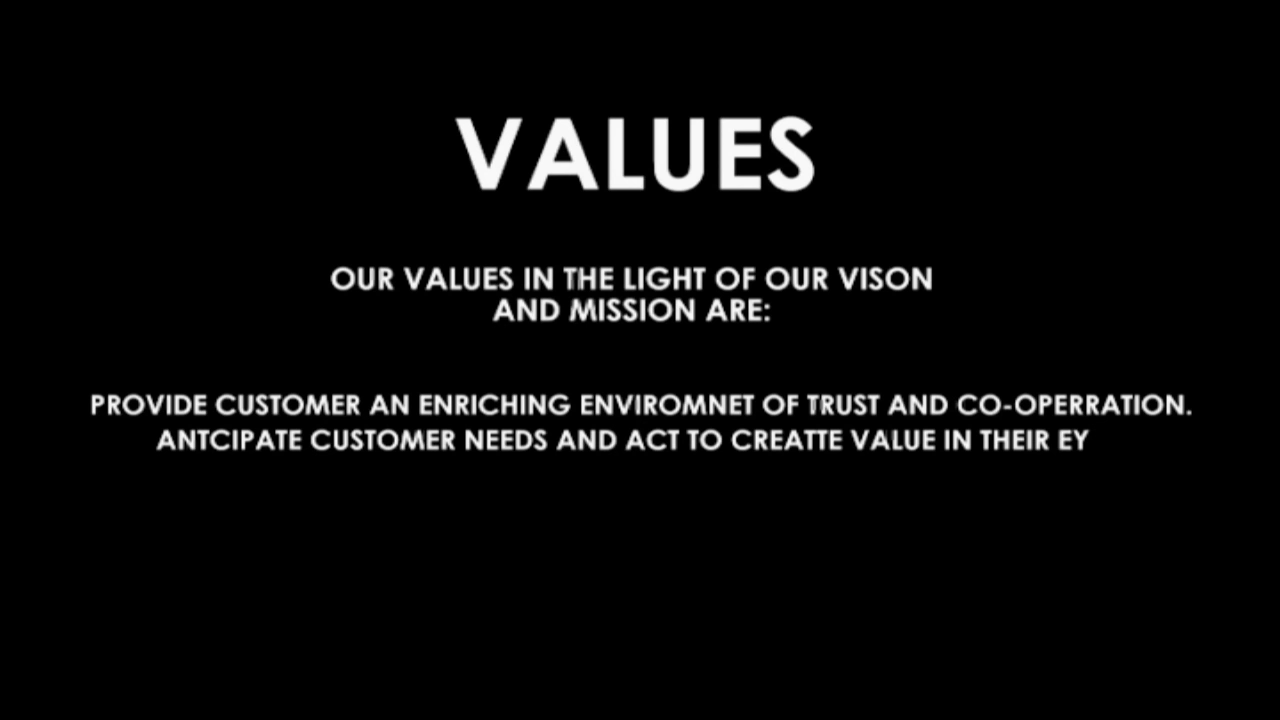 VALUES
OUR VALUES IN THE LIGHT OF OUR VISON
AND MISSION ARE:
PROVIDE CUSTOMER AN ENRICHING ENVIROMNET OF TRUST AND CO-OPERRATION.
ANTCIPATE CUSTOMER NEEDS AND ACT TO CREATTE VALUE IN THEIR EY